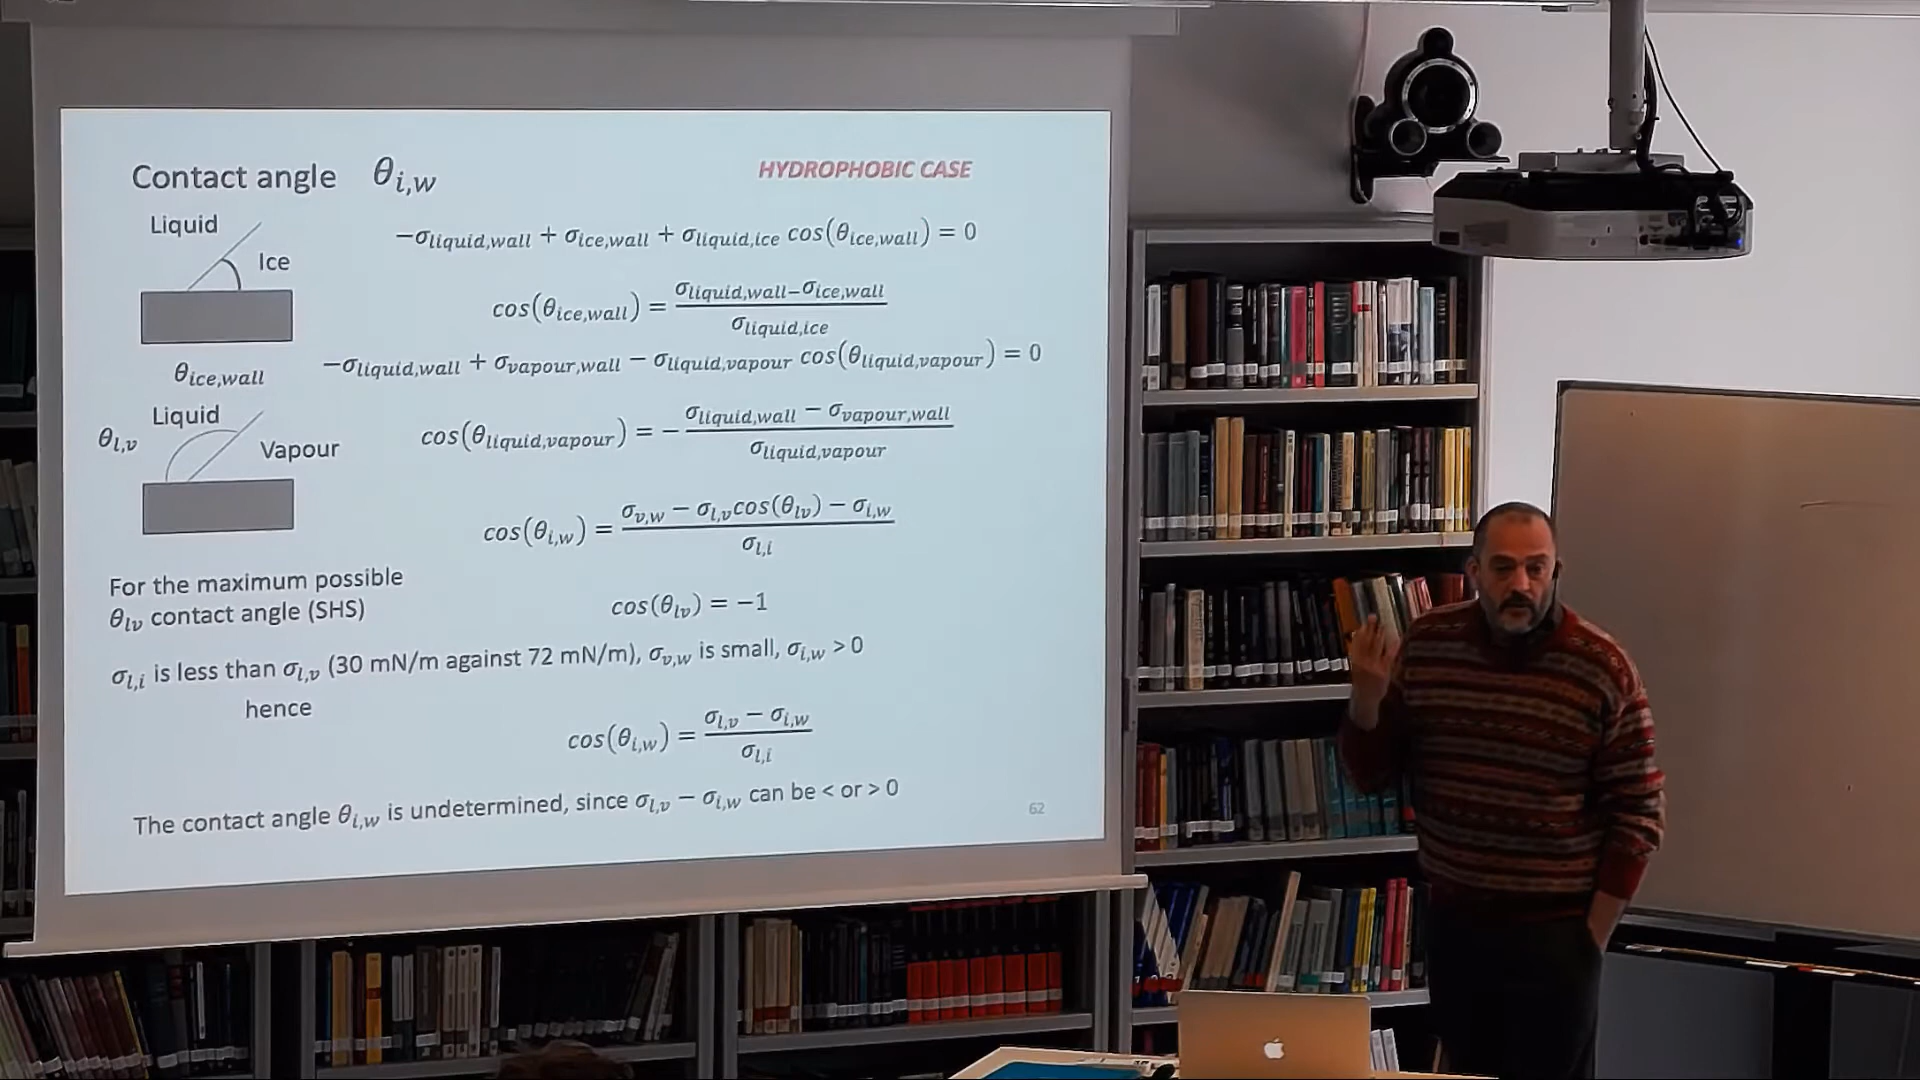 Contact angle θ_{i,w}
HYDROPHOBIC CASE
Liquid
Ice
−σ_{liquid,wall} + σ_{ice,wall} + σ_{liquid,ice} cos(θ_{ice,wall}) = 0
cos(θ_{ice,wall}) = \frac{σ_{liquid,wall}−σ_{ice,wall}}{σ_{liquid,ice}}
θ_{ice,wall}
−σ_{liquid,wall} + σ_{vapour,wall} − σ_{liquid,vapour} cos(θ_{liquid,vapour}) = 0
Liquid
θ_{l,v}
Vapour
cos(θ_{liquid,vapour}) = −\frac{σ_{liquid,wall} − σ_{vapour,wall}}{σ_{liquid,vapour}}
cos(θ_{i,w}) = \frac{σ_{v,w} − σ_{l,v}cos(θ_{lv}) − σ_{i,w}}{σ_{l,i}}
For the maximum possible
θ_{lv} contact angle (SHS)
cos(θ_{lv}) = −1
σ_{l,i} is less than σ_{l,v} (30 mN/m against 72 mN/m), σ_{v,w} is small, σ_{i,w} > 0
hence
cos(θ_{i,w}) = \frac{σ_{l,v} − σ_{i,w}}{σ_{l,i}}
The contact angle θ_{i,w} is undetermined, since σ_{l,v} − σ_{i,w} can be < or > 0
62